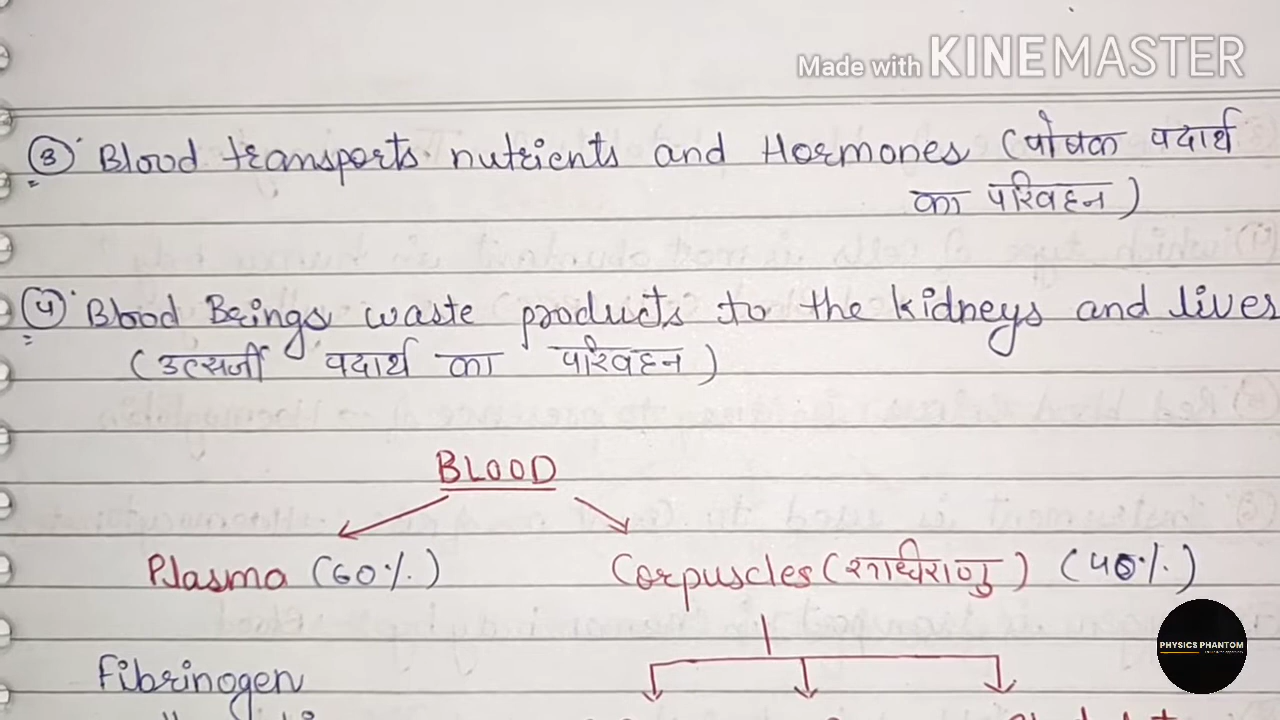 Made with KINEMASTER
(3) Blood transports nutrients and Hormones (पोषक पदार्थ
का परिवहन)
(4) Blood Brings waste products to the kidneys and liver
(उत्सर्जी पदार्थ का परिवहन)
BLOOD
Plasma (60%.) Corpuscles (रूधिराणु) (40%.)
PHYSICS PHANTOM
Fibrinogen